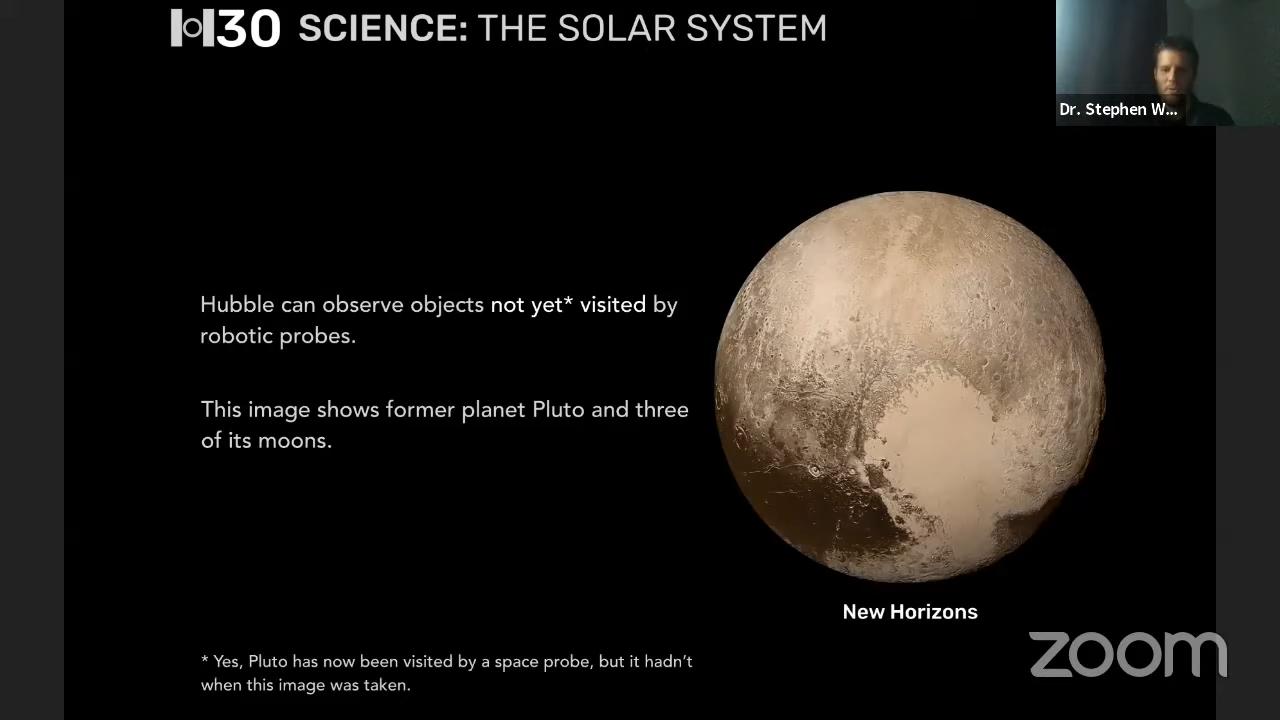 H30 SCIENCE: THE SOLAR SYSTEM
Dr. Stephen W...
Hubble can observe objects not yet* visited by
robotic probes.
This image shows former planet Pluto and three
of its moons.
New Horizons
* Yes, Pluto has now been visited by a space probe, but it hadn't
when this image was taken.
zoom